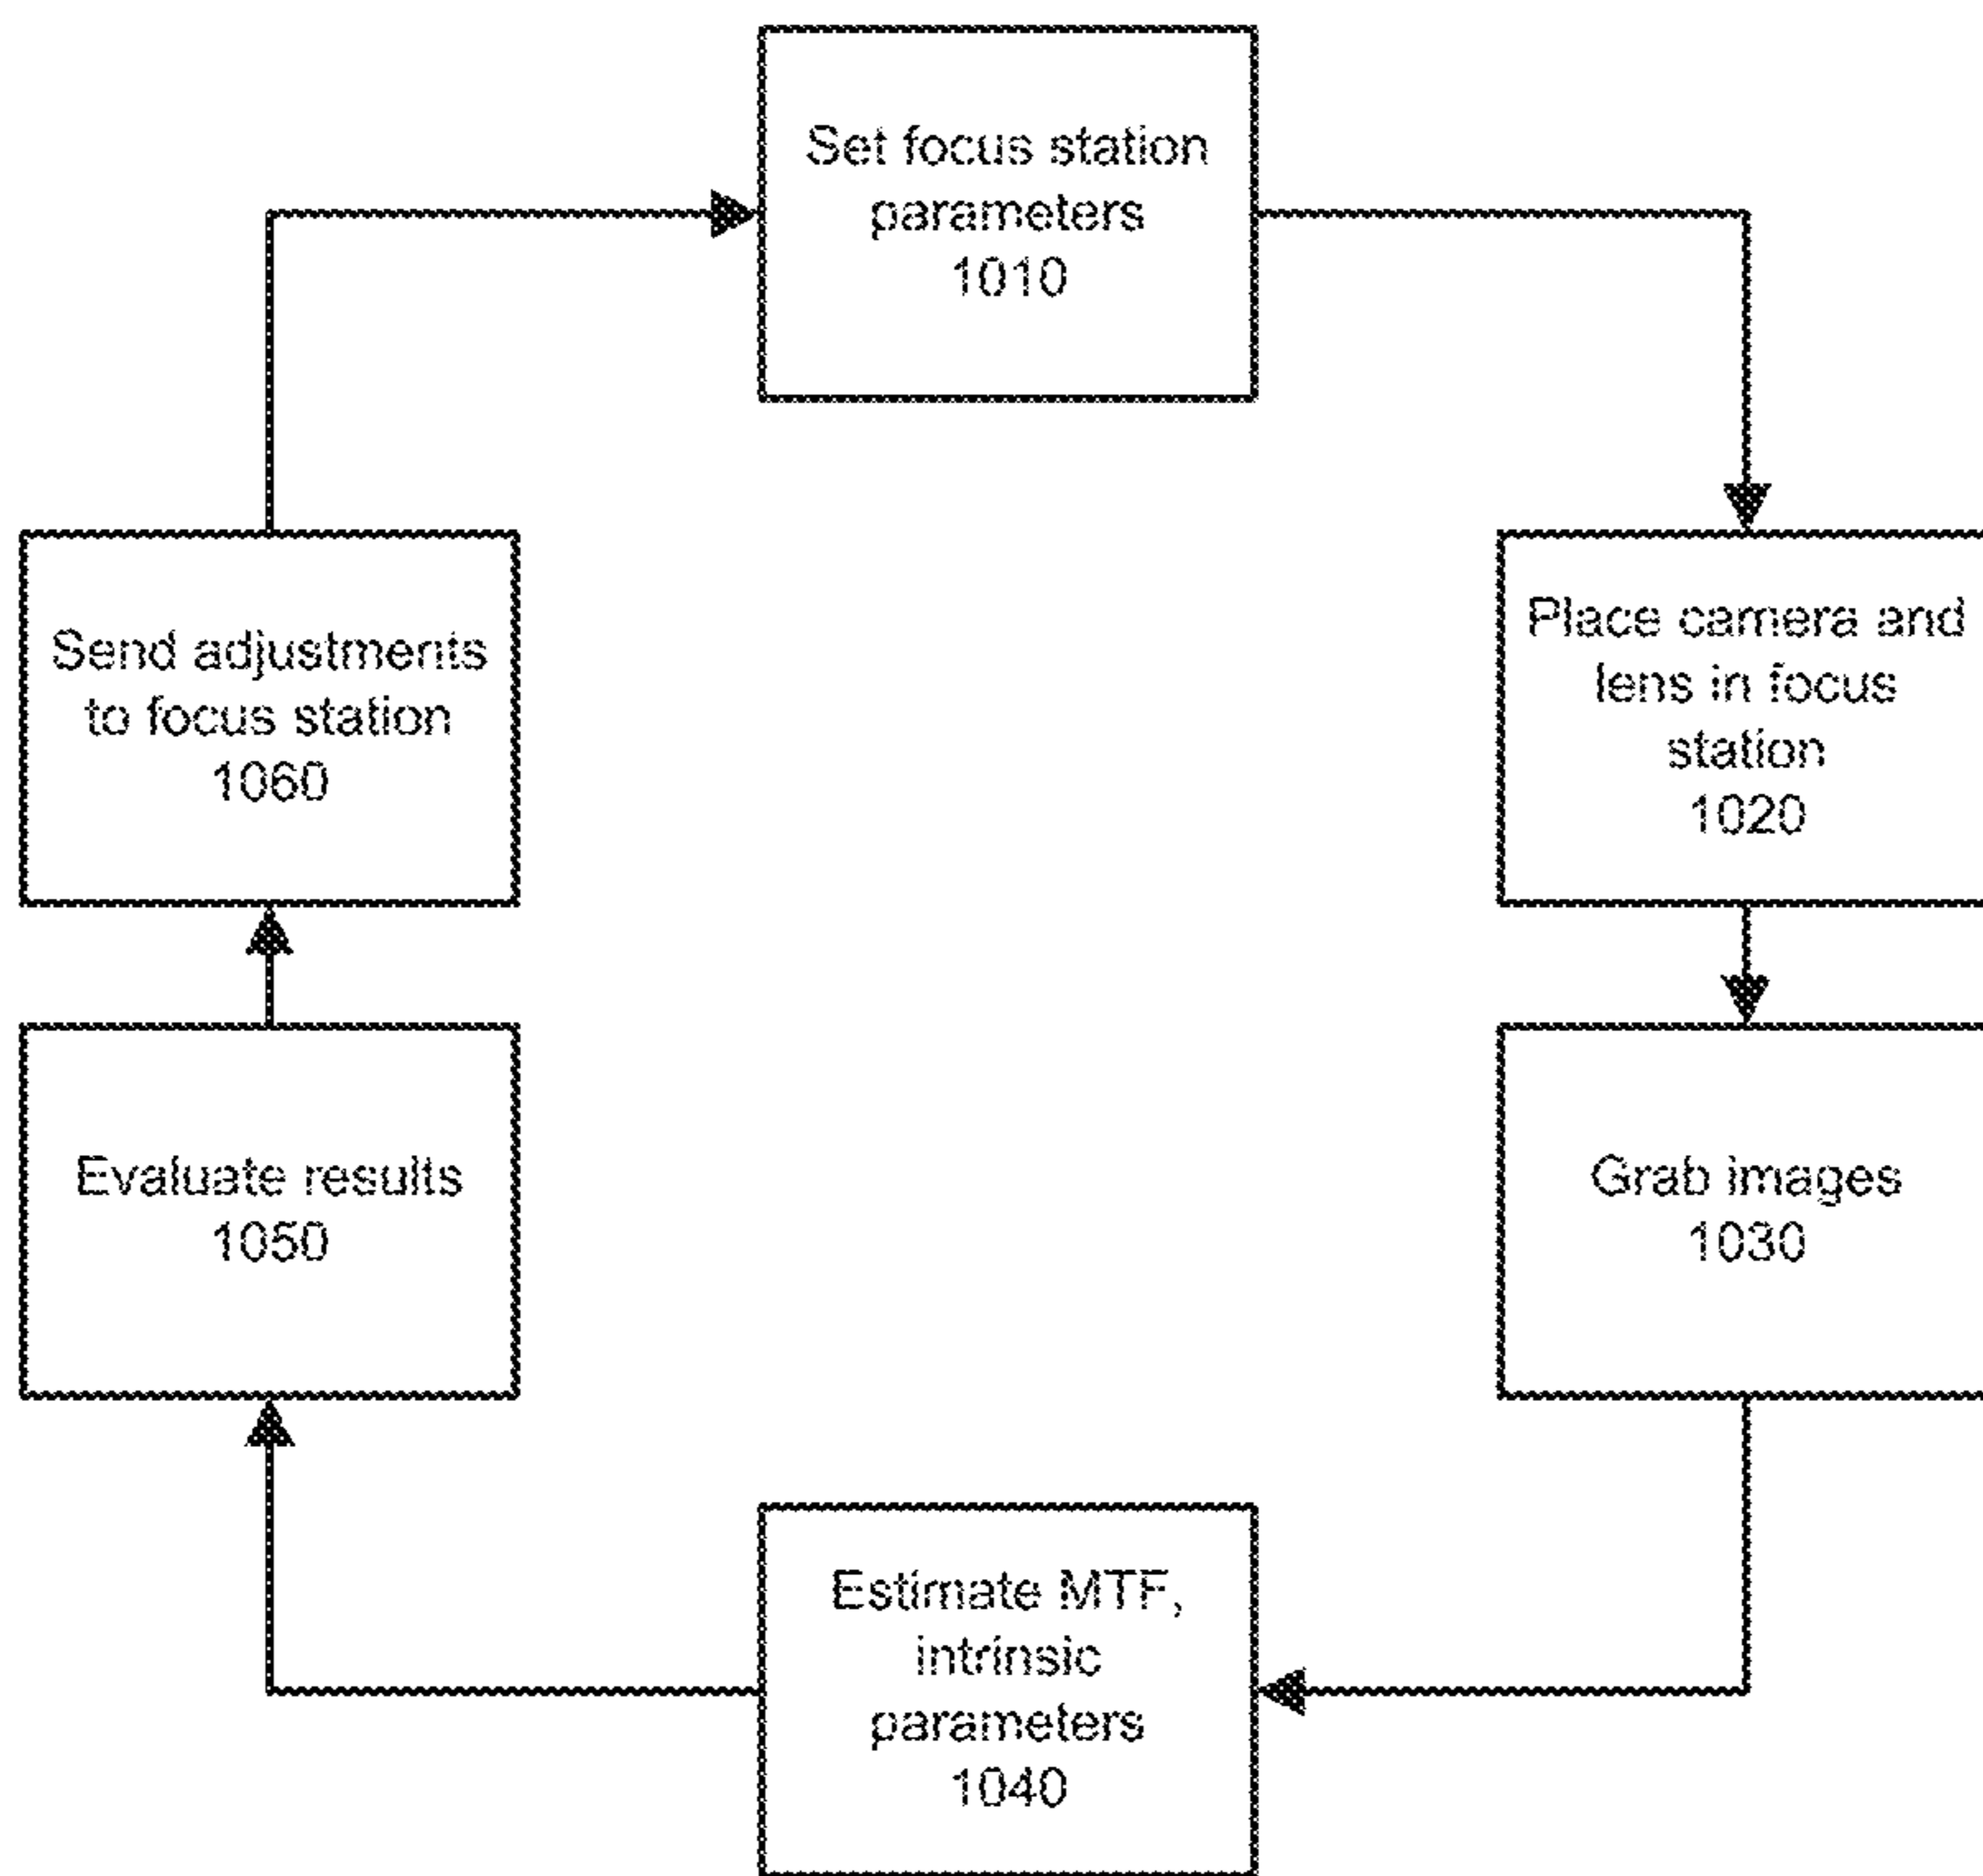 Set focus station
parameters
1010
Place camera and
lens in focus
station
1020
Grab images
1030
Estimate MTF,
intrinsic
parameters
1040
Evaluate results
1050
Send adjustments
to focus station
1060